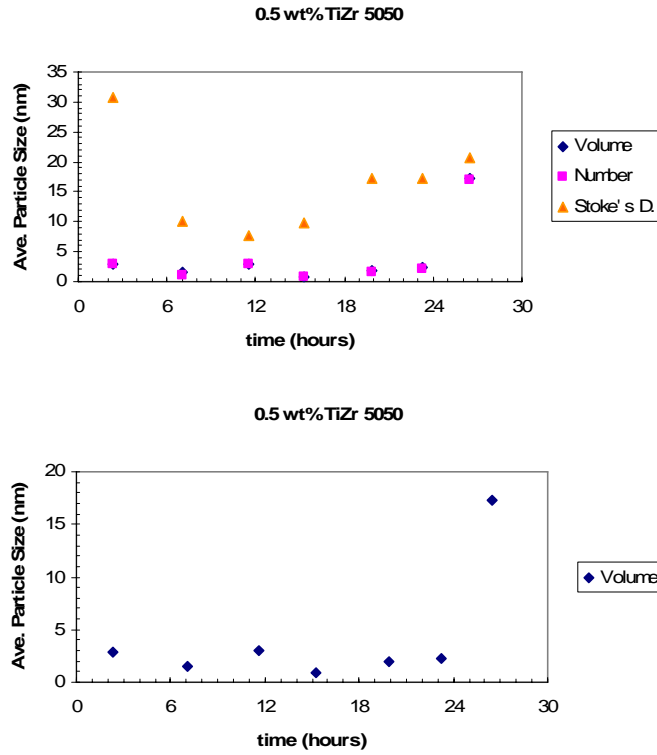 0.5 wt% TiZr 5050
35
30
25
20
15
10
5
0
Ave. Particle Size (nm)
0 6 12 18 24 30
time (hours)
Volume
Number
Stoke's D.
0.5 wt% TiZr 5050
20
15
10
5
0
Ave. Particle Size (nm)
0 6 12 18 24 30
time (hours)
Volume